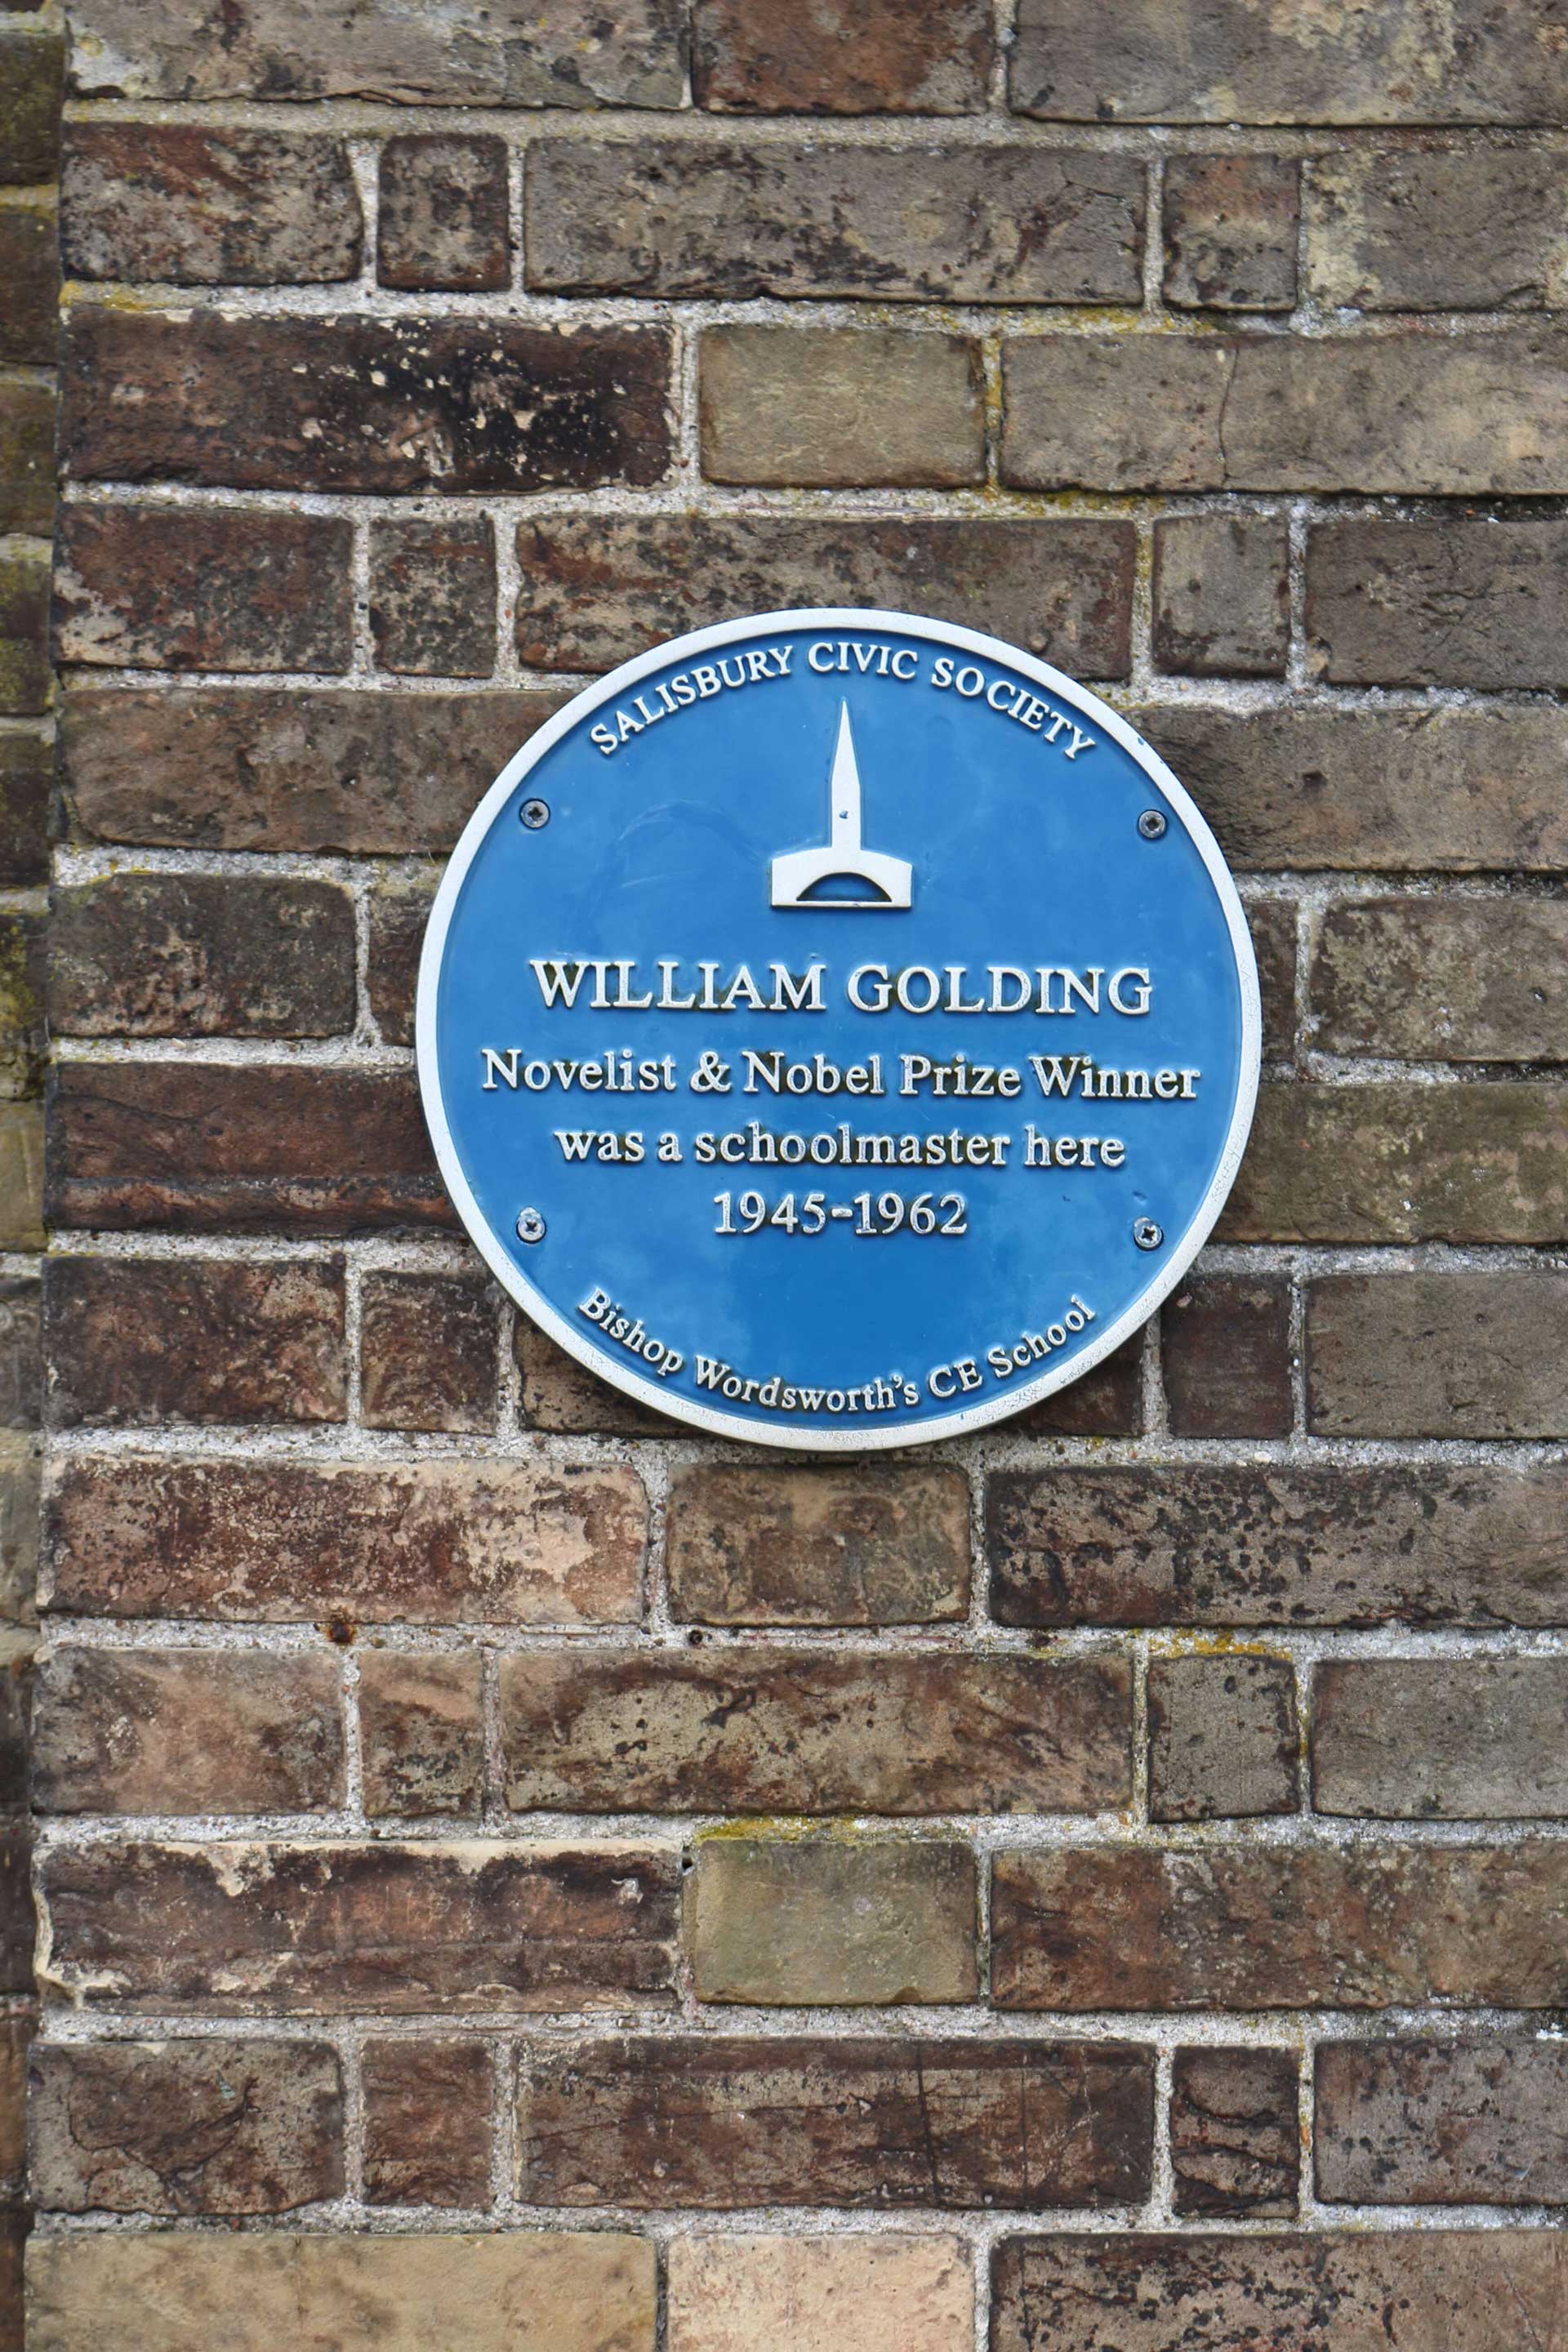 SALISBURY CIVIC SOCIETY
WILLIAM GOLDING
Novelist & Nobel Prize Winner
was a schoolmaster here
1945-1962
Bishop Wordsworth's CE School